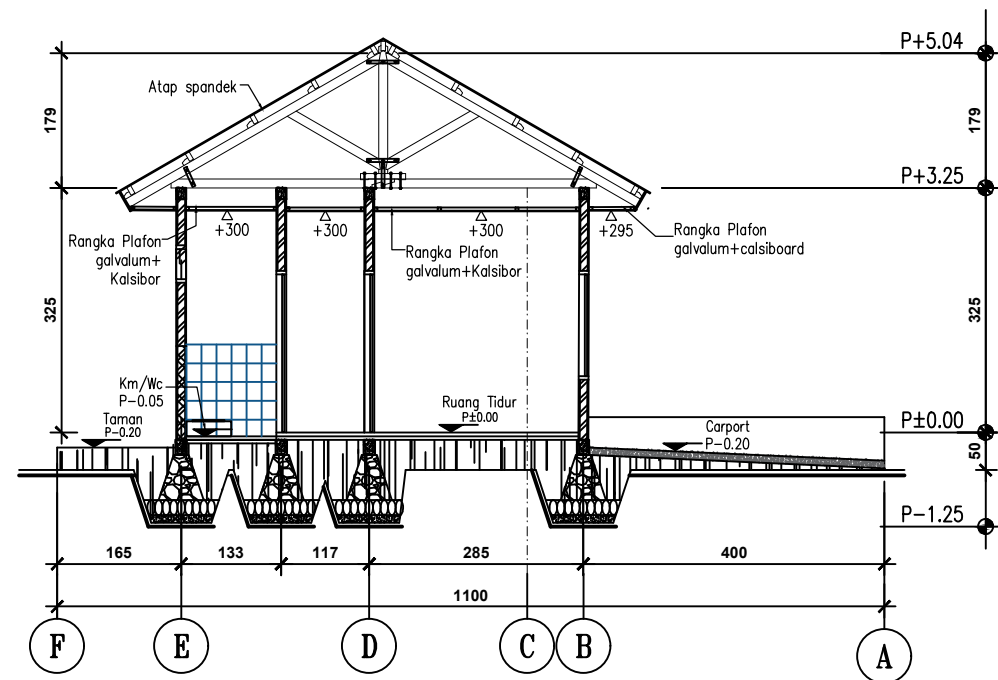 P+5.04
Atap spandek
179
179
P+3.25
+300
+300
+300
+295
Rangka Plafon
galvalum+
Kalsibor
Rangka Plafon
galvalum+Kalsibor
Rangka Plafon
galvalum+calsiboard
325
325
Km/Wc
P-0.05
Taman
P-0.20
Ruang Tidur
P±0.00
Carport
P-0.20
P±0.00
50
P-1.25
165
133
117
285
400
1100
F
E
D
C
B
A